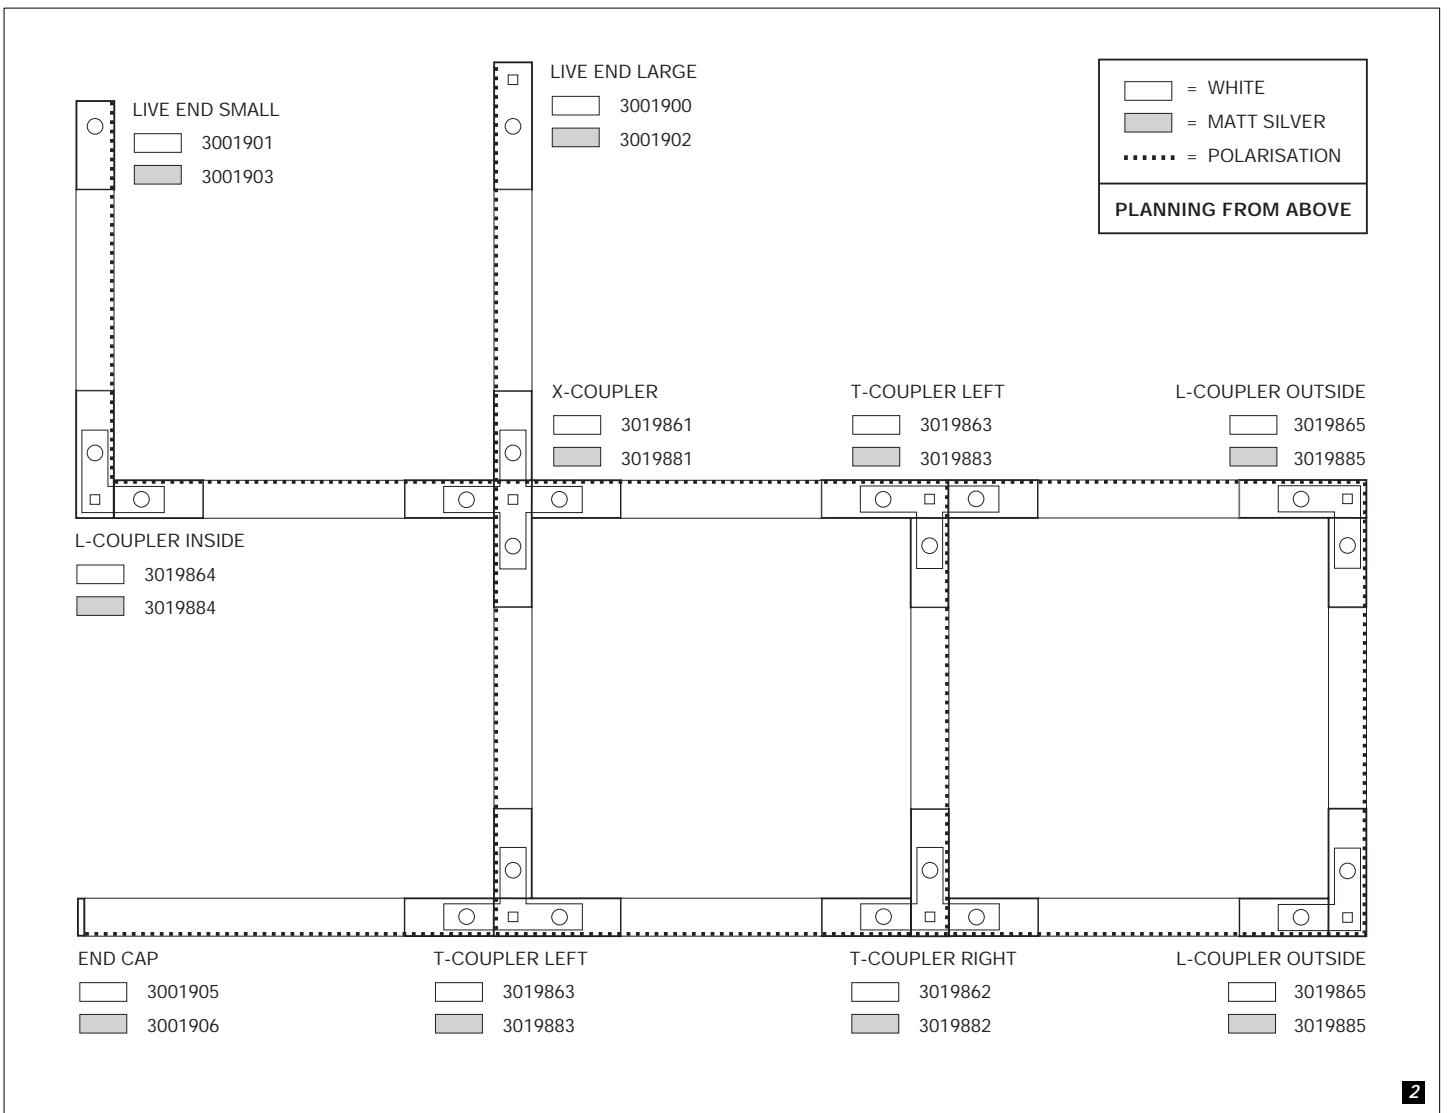 LIVE END SMALL
3001901
3001903
LIVE END LARGE
3001900
3001902
= WHITE
= MATT SILVER
= POLARISATION
PLANNING FROM ABOVE
X-COUPLER
3019861
3019881
T-COUPLER LEFT
3019863
3019883
L-COUPLER OUTSIDE
3019865
3019885
L-COUPLER INSIDE
3019864
3019884
END CAP
3001905
3001906
T-COUPLER LEFT
3019863
3019883
T-COUPLER RIGHT
3019862
3019882
L-COUPLER OUTSIDE
3019865
3019885
2